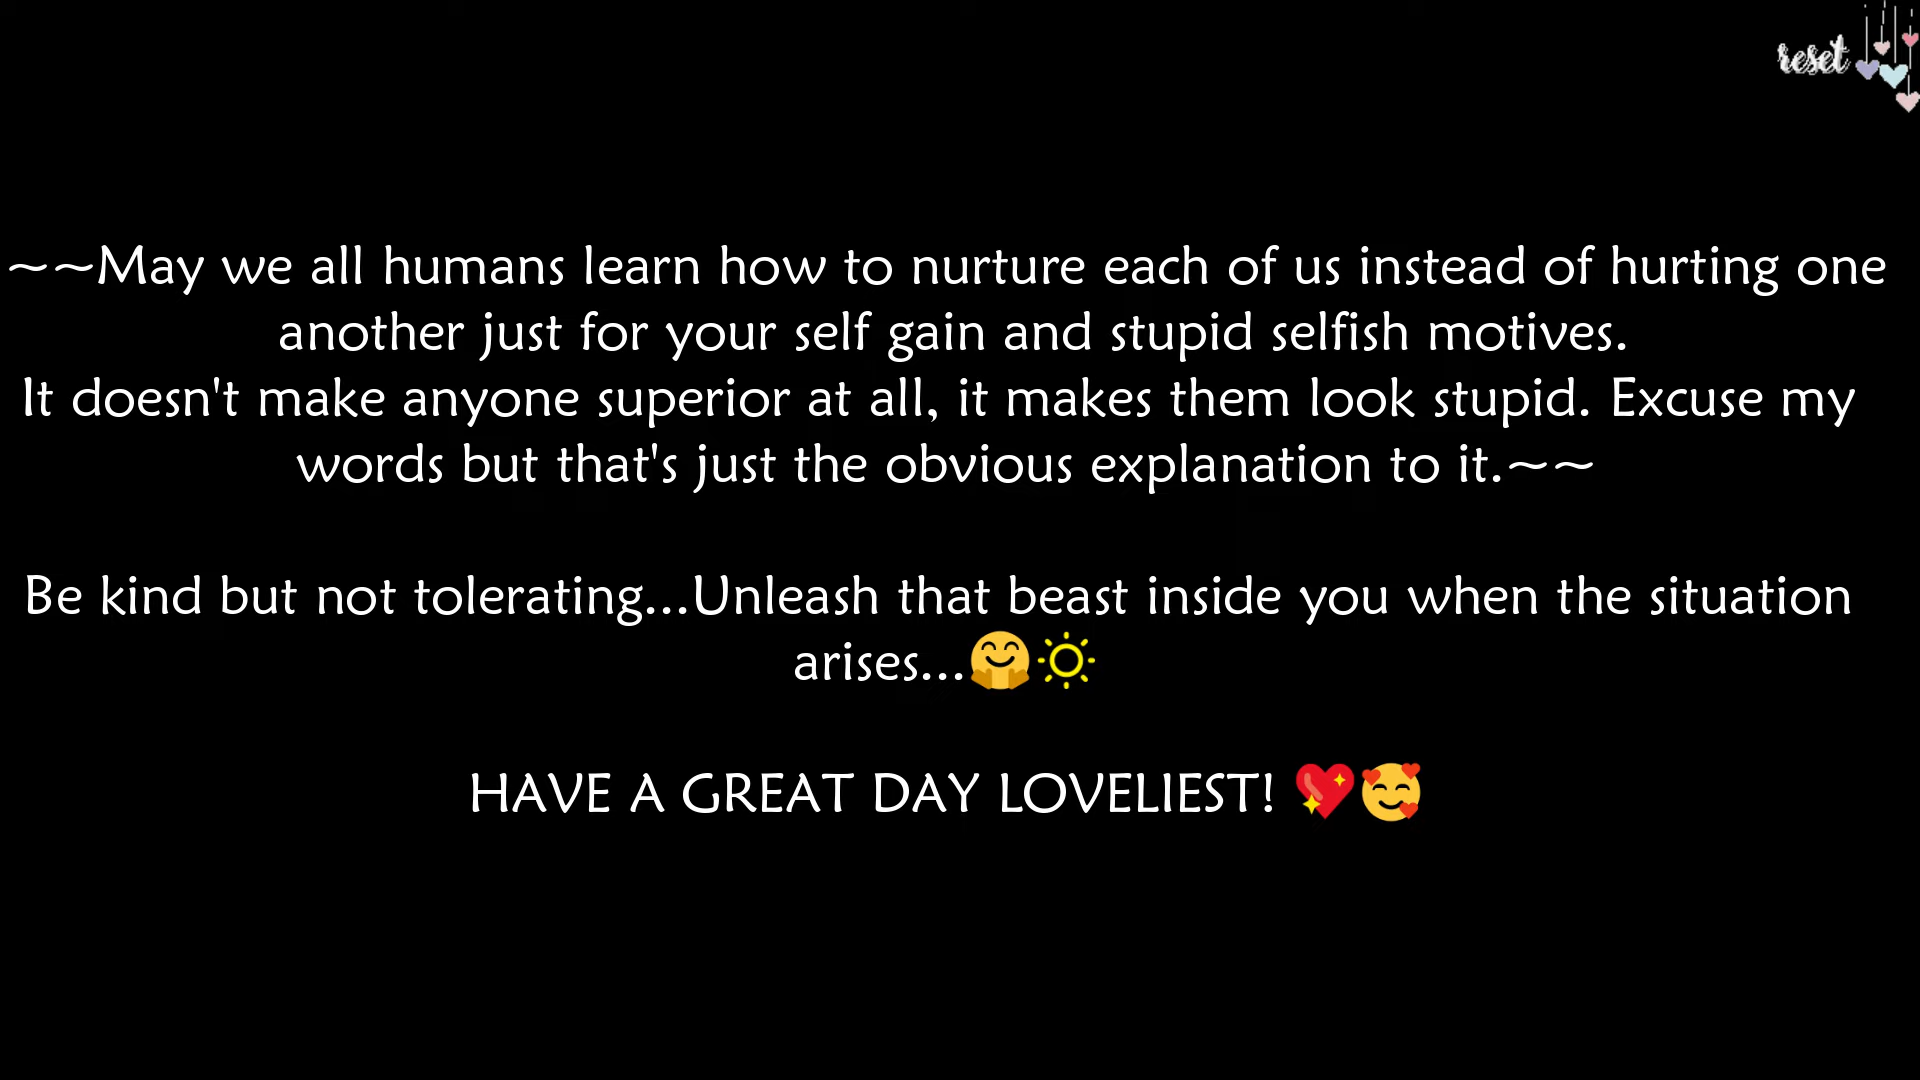 reset
~~May we all humans learn how to nurture each of us instead of hurting one
another just for your self gain and stupid selfish motives.
It doesn't make anyone superior at all, it makes them look stupid. Excuse my
words but that's just the obvious explanation to it.~~
Be kind but not tolerating...Unleash that beast inside you when the situation
arises...🤗🔅
HAVE A GREAT DAY LOVELIEST! 💖🥰